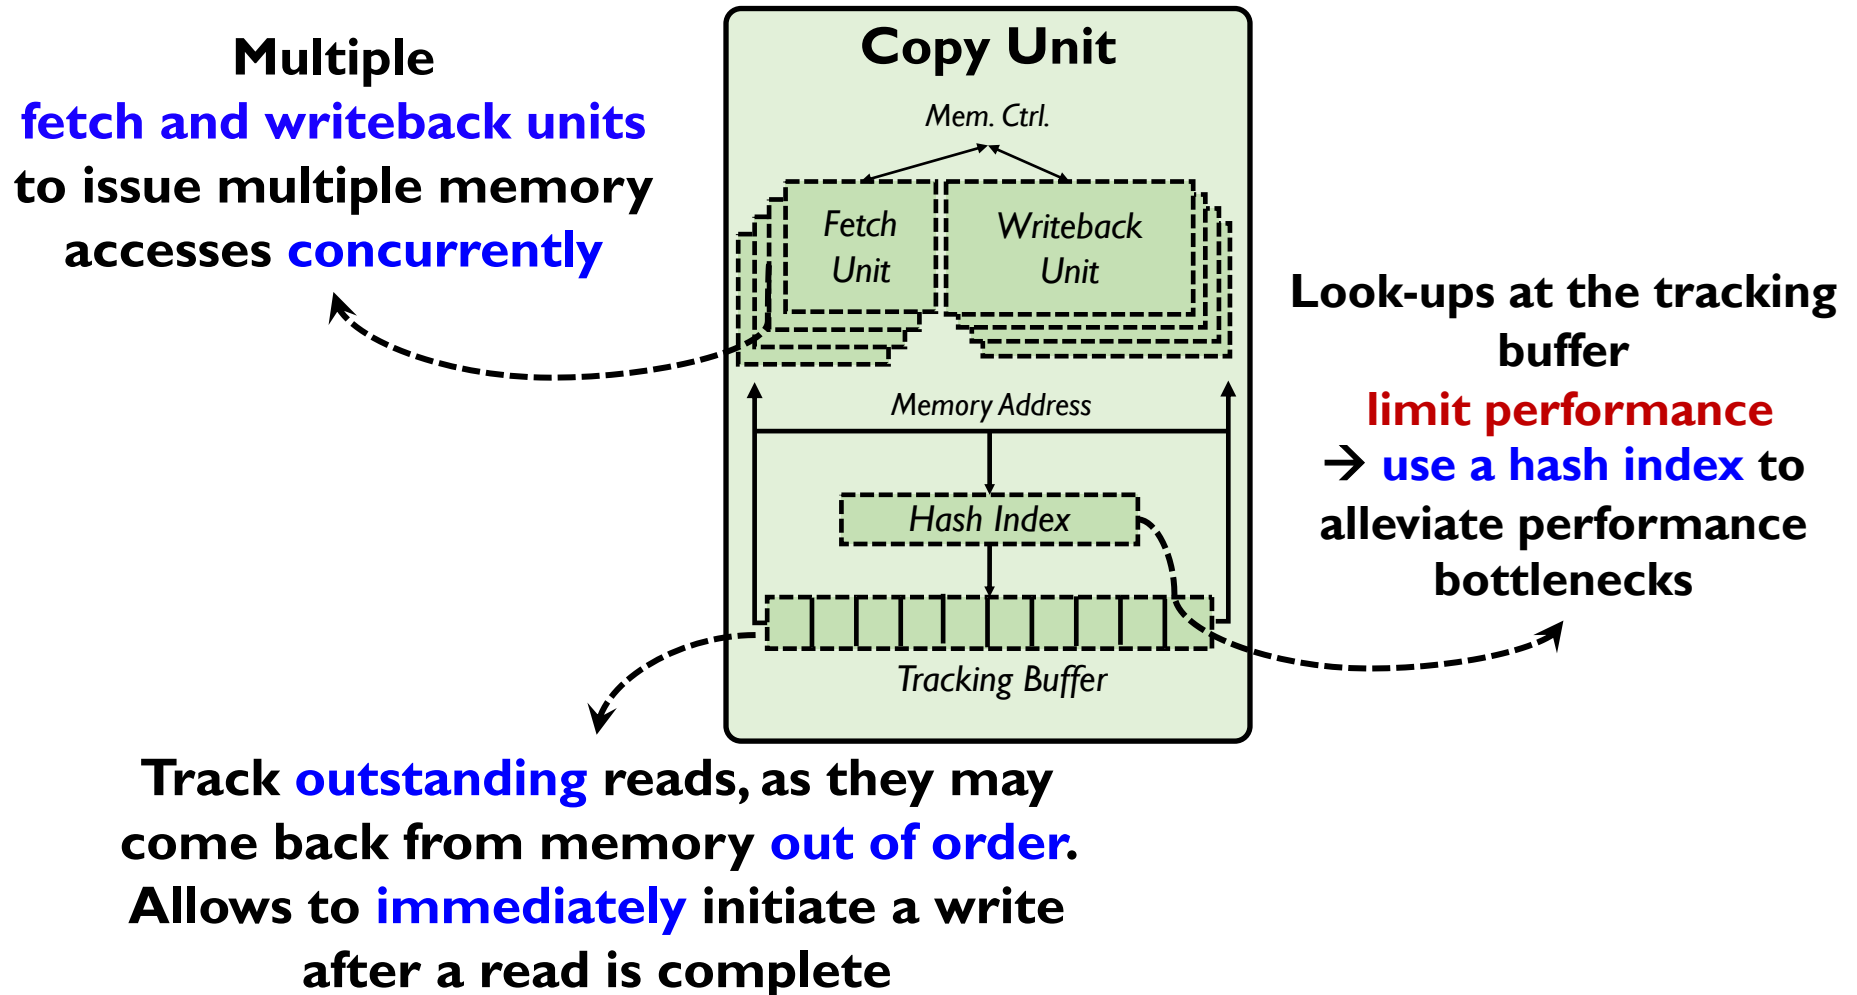 Multiple
fetch and writeback units
to issue multiple memory
accesses concurrently
Copy Unit
Mem. Ctrl.
Fetch
Unit
Writeback
Unit
Memory Address
Hash Index
Tracking Buffer
Look-ups at the tracking
buffer
limit performance
→ use a hash index to
alleviate performance
bottlenecks
Track outstanding reads, as they may
come back from memory out of order.
Allows to immediately initiate a write
after a read is complete